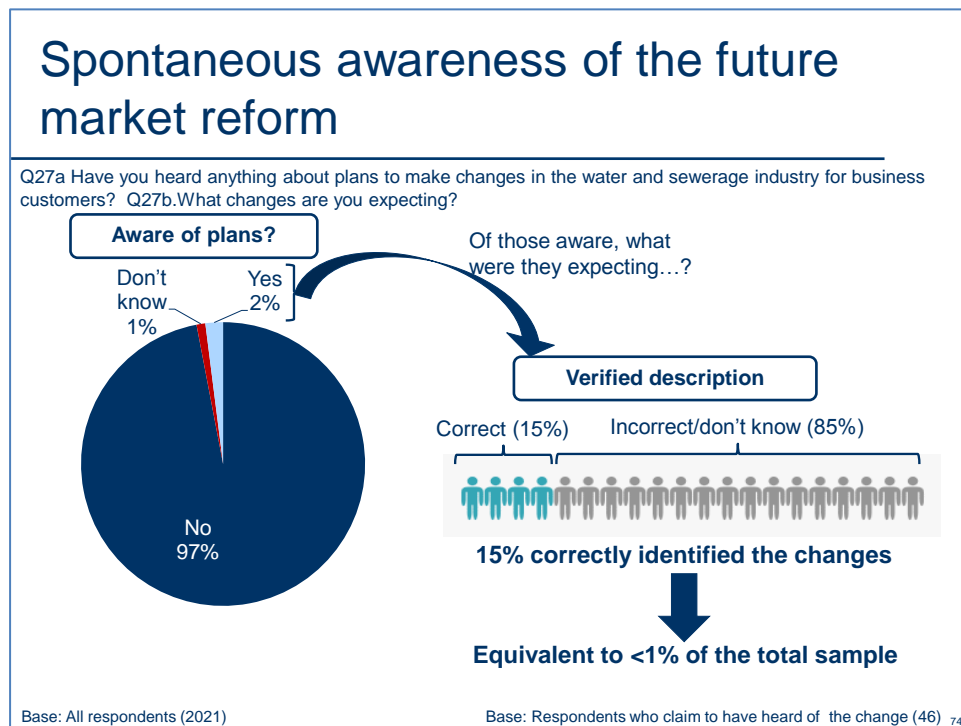 Spontaneous awareness of the future
market reform
Q27a Have you heard anything about plans to make changes in the water and sewerage industry for business
customers?  Q27b.What changes are you expecting?
Aware of plans?
Of those aware, what
were they expecting…?
Don't
know
1%
Yes
2%
No
97%
Verified description
Correct (15%)
Incorrect/don't know (85%)
15% correctly identified the changes
Equivalent to <1% of the total sample
Base: All respondents (2021)
Base: Respondents who claim to have heard of  the change (46)
74